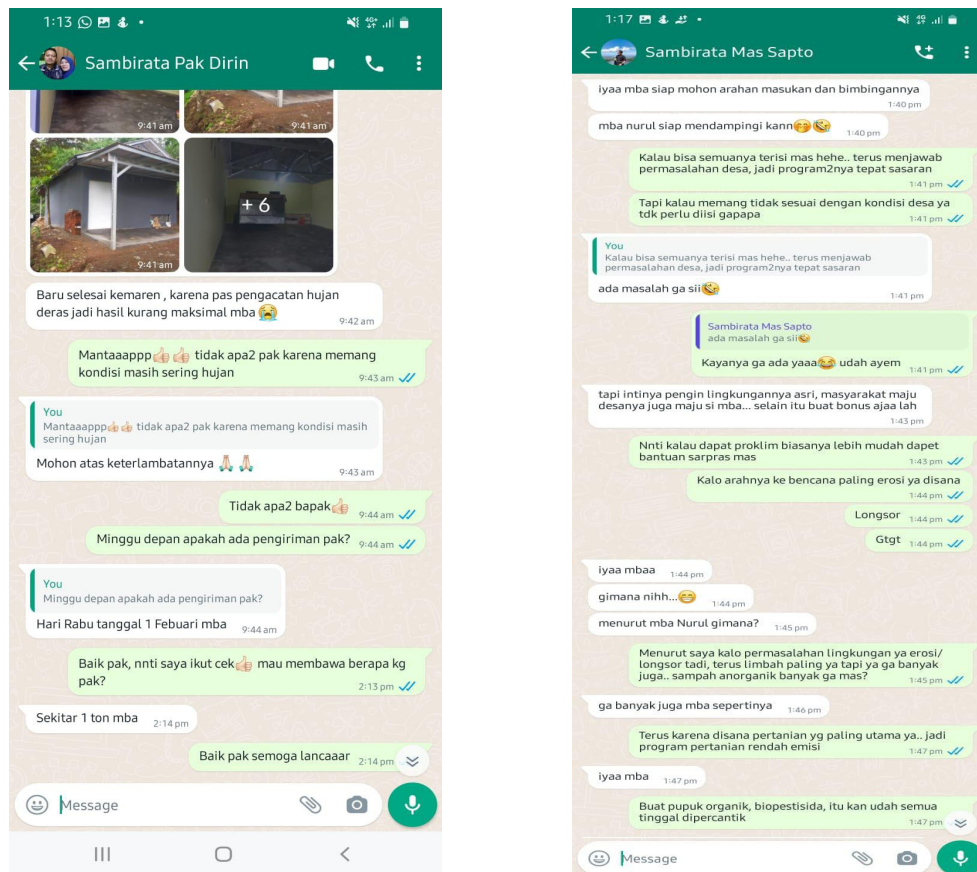 1:13
Sambirata Pak Dirin
9:41 am
9:41 am
9:41 am
+ 6
Baru selesai kemaren , karena pas pengacatan hujan
deras jadi hasil kurang maksimal mba😭
9:42 am
Mantaaappp👍🏻👍🏻 tidak apa2 pak karena memang
kondisi masih sering hujan
9:43 am
You
Mantaaappp👍🏻👍🏻 tidak apa2 pak karena memang kondisi masih
sering hujan
Mohon atas keterlambatannya 🙏🏻 🙏🏻
9:43 am
Tidak apa2 bapak👍🏻
9:44 am
Minggu depan apakah ada pengiriman pak?
9:44 am
You
Minggu depan apakah ada pengiriman pak?
Hari Rabu tanggal 1 Febuari mba
9:44 am
Baik pak, nnti saya ikut cek👍🏻 mau membawa berapa kg
pak?
2:13 pm
Sekitar 1 ton mba
2:14 pm
Baik pak semoga lancaaar
2:14 pm
Message
1:17
Sambirata Mas Sapto
iyaa mba siap mohon arahan masukan dan bimbingannya
1:40 pm
mba nurul siap mendampingi kann🤭🤣
1:40 pm
Kalau bisa semuanya terisi mas hehe.. terus menjawab
permasalahan desa, jadi program2nya tepat sasaran
1:41 pm
Tapi kalau memang tidak sesuai dengan kondisi desa ya
tdk perlu diisi gapapa
1:41 pm
You
Kalau bisa semuanya terisi mas hehe.. terus menjawab
permasalahan desa, jadi program2nya tepat sasaran
ada masalah ga sii🤣
1:41 pm
Sambirata Mas Sapto
ada masalah ga sii🤣
Kayanya ga ada yaaa😂 udah ayem
1:41 pm
tapi intinya pengin lingkungannya asri, masyarakat maju
desanya juga maju si mba... selain itu buat bonus ajaa lah
1:43 pm
Nnti kalau dapat proklim biasanya lebih mudah dapet
bantuan sarpras mas
1:43 pm
Kalo arahnya ke bencana paling erosi ya disana
1:44 pm
Longsor
1:44 pm
Gtgt
1:44 pm
iyaa mbaa
1:44 pm
gimana nihh...😁
1:44 pm
menurut mba Nurul gimana?
1:45 pm
Menurut saya kalo permasalahan lingkungan ya erosi/
longsor tadi, terus limbah paling ya tapi ya ga banyak
juga.. sampah anorganik banyak ga mas?
1:45 pm
ga banyak juga mba sepertinya
1:46 pm
Terus karena disana pertanian yg paling utama ya.. jadi
program pertanian rendah emisi
1:47 pm
iyaa mba
1:47 pm
Buat pupuk organik, biopestisida, itu kan udah semua
tinggal dipercantik
1:47 pm
Message